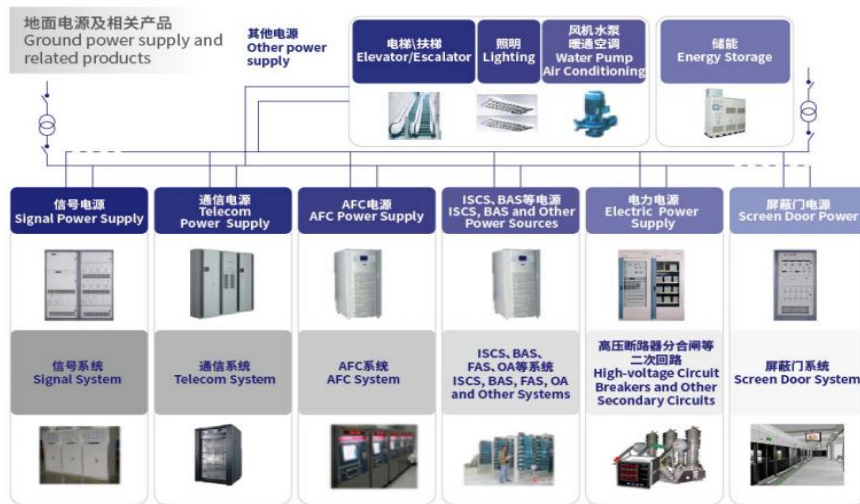 地面电源及相关产品
Ground power supply and
related products
其他电源
Other power
supply
电梯\扶梯
Elevator/Escalator
照明
Lighting
风机水泵
暖通空调
Water Pump
Air Conditioning
储能
Energy Storage
信号电源
Signal Power Supply
通信电源
Telecom
Power Supply
AFC电源
AFC Power Supply
ISCS、BAS等电源
ISCS, BAS and Other
Power Sources
电力电源
Electric Power
Supply
屏蔽门电源
Screen Door Power
信号系统
Signal System
通信系统
Telecom System
AFC系统
AFC System
ISCS、BAS、
FAS、OA等系统
ISCS, BAS, FAS, OA
and Other Systems
高压断路器分合闸等
二次回路
High-voltage Circuit
Breakers and Other
Secondary Circuits
屏蔽门系统
Screen Door System